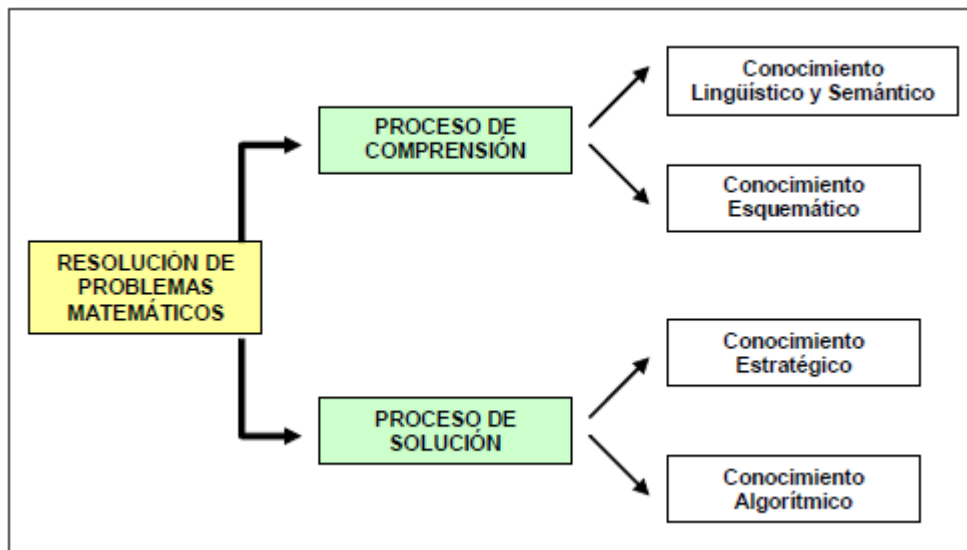 RESOLUCIÓN DE
PROBLEMAS
MATEMÁTICOS
PROCESO DE
COMPRENSIÓN
Conocimiento
Lingüístico y Semántico
Conocimiento
Esquemático
PROCESO DE
SOLUCIÓN
Conocimiento
Estratégico
Conocimiento
Algorítmico